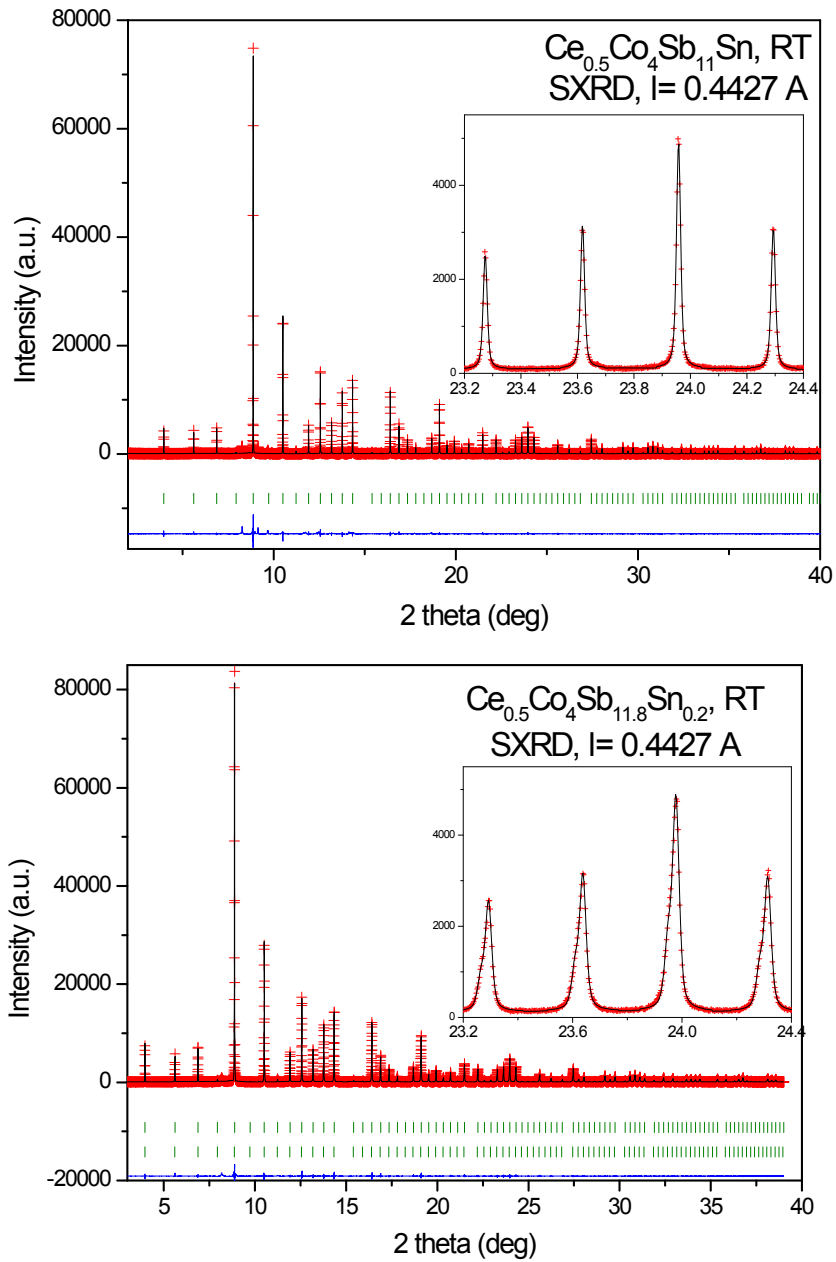 80000
60000
40000
20000
0
Intensity (a.u.)
Ce0.5Co4Sb11Sn, RT
SXRD, l= 0.4427 A
4000
2000
0
23.2 23.4 23.6 23.8 24.0 24.2 24.4
10 20 30 40
2 theta (deg)
80000
60000
40000
20000
0
-20000
Intensity (a.u.)
Ce0.5Co4Sb11.8Sn0.2, RT
SXRD, l= 0.4427 A
4000
2000
0
23.2 23.6 24.0 24.4
5 10 15 20 25 30 35 40
2 theta (deg)